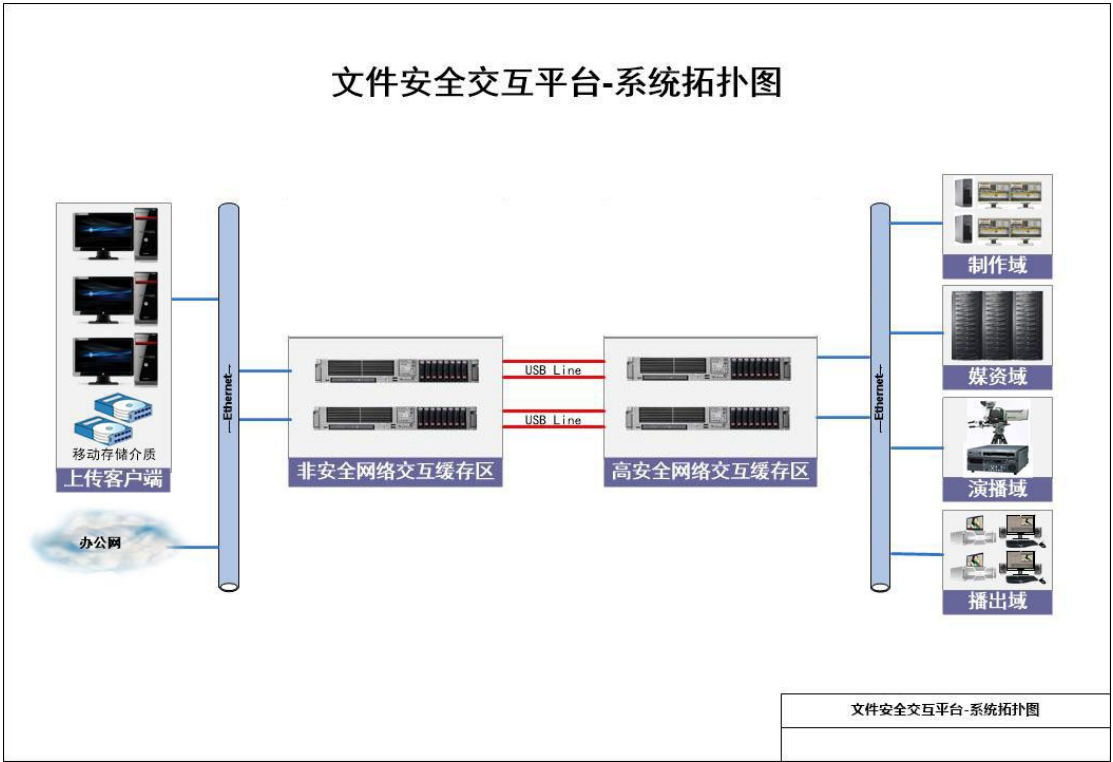 文件安全交互平台-系统拓扑图
移动存储介质
上传客户端
办公网
—Ethernet—
非安全网络交互缓存区
USB Line
USB Line
高安全网络交互缓存区
—Ethernet—
制作域
媒资域
演播域
播出域
文件安全交互平台-系统拓扑图